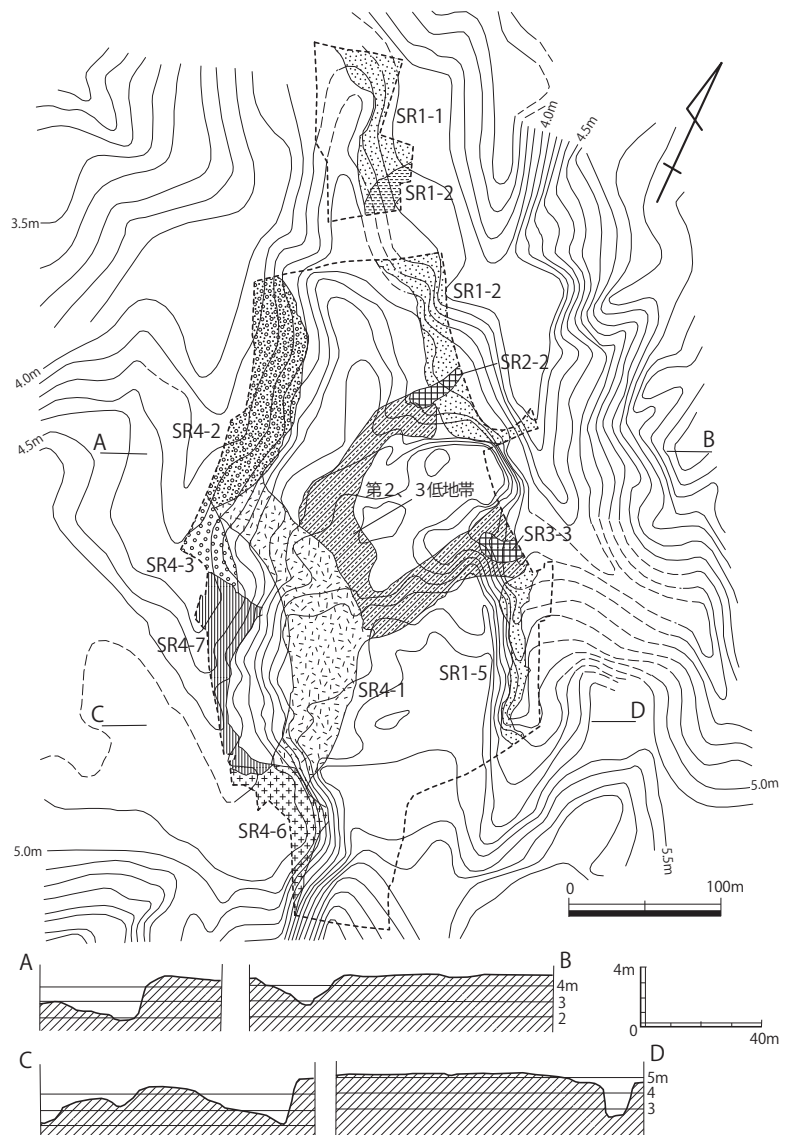 SR1-1
4.0m
4.5m
SR1-2
3.5m
SR1-2
SR2-2
4.0m
SR4-2
A
B
4.5m
第2、3低地帯
SR3-3
SR4-3
SR4-7
SR1-5
SR4-1
C
D
5.0m
SR4-6
5.0m
5.5m
0
100m
A
B
4m
3
2
4m
0
40m
C
D
5m
4
3